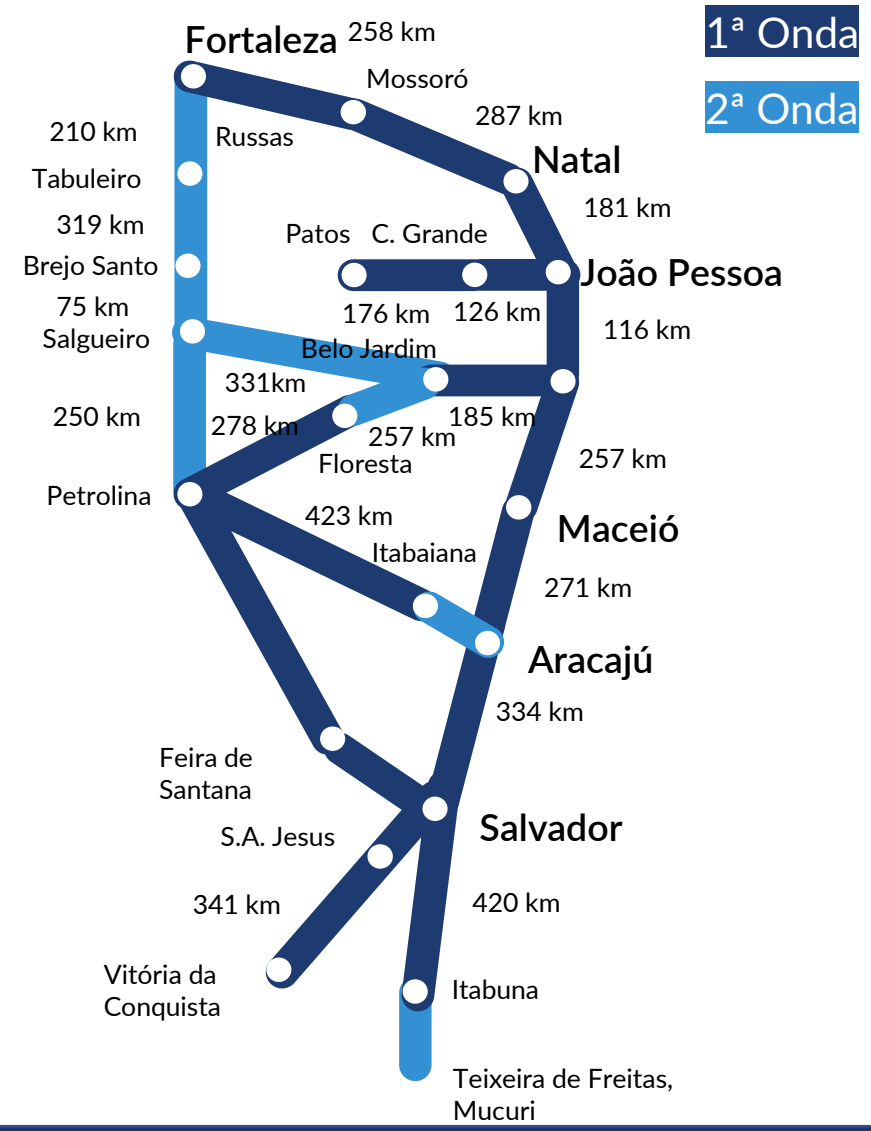 1ª Onda
Fortaleza
258 km
Mossoró
2ª Onda
287 km
210 km
Russas
Natal
Tabuleiro
181 km
319 km
Patos
C. Grande
Brejo Santo
João Pessoa
75 km
176 km
126 km
Salgueiro
116 km
Belo Jardim
331km
250 km
278 km
185 km
257 km
Floresta
257 km
Petrolina
423 km
Maceió
Itabaiana
271 km
Aracajú
334 km
Feira de
Santana
Salvador
S.A. Jesus
341 km
420 km
Vitória da
Conquista
Itabuna
Teixeira de Freitas,
Mucuri